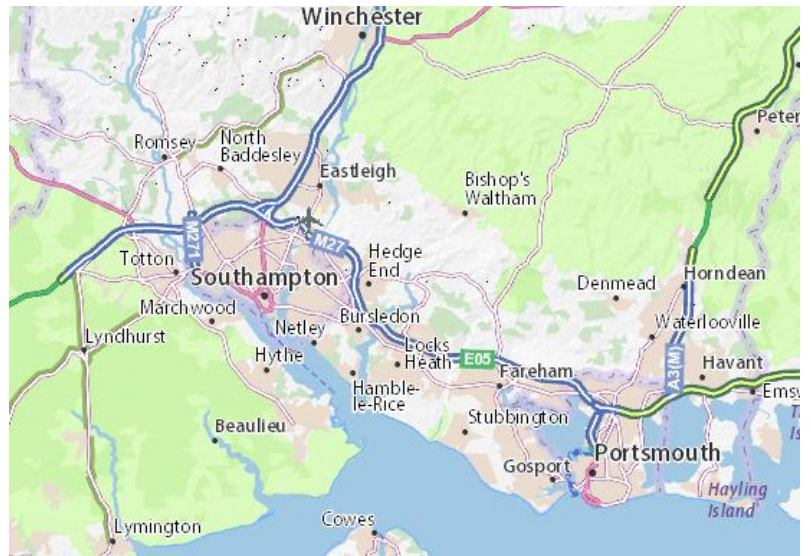 Winchester
Romsey
North
Baddesley
Eastleigh
Peter
Bishop's
Waltham
M271
M27
Totton
Southampton
Hedge
End
Horndean
Denmead
Marchwood
Lyndhurst
Netley
Bursledon
Waterlooville
Hythe
Locks
Heath
E05
Fareham
A3(M)
Havant
Emsw
Hamble-
le-Rice
Beaulieu
Stubbington
Portsmouth
Gosport
Hayling
Island
Lymington
Cowes